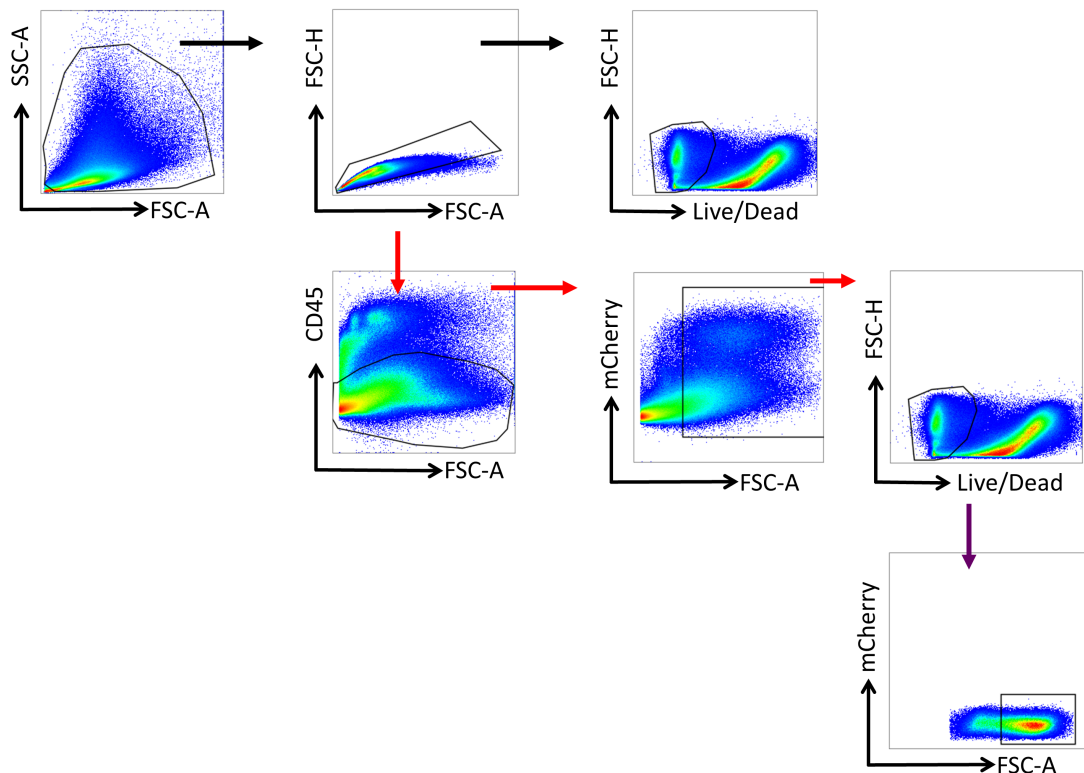 SSC-A
FSC-A
FSC-H
FSC-A
FSC-H
Live/Dead
CD45
FSC-A
mCherry
FSC-A
FSC-H
Live/Dead
mCherry
FSC-A